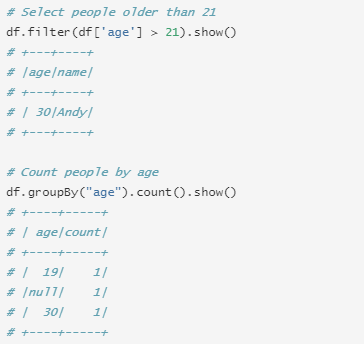 # Select people older than 21
df.filter(df['age'] > 21).show()
# +---+----+
# |age|name|
# +---+----+
# | 30|Andy|
# +---+----+
# Count people by age
df.groupBy("age").count().show()
# +----+-----+
# | age|count|
# +----+-----+
# |  19|    1|
# |null|    1|
# |  30|    1|
# +----+-----+